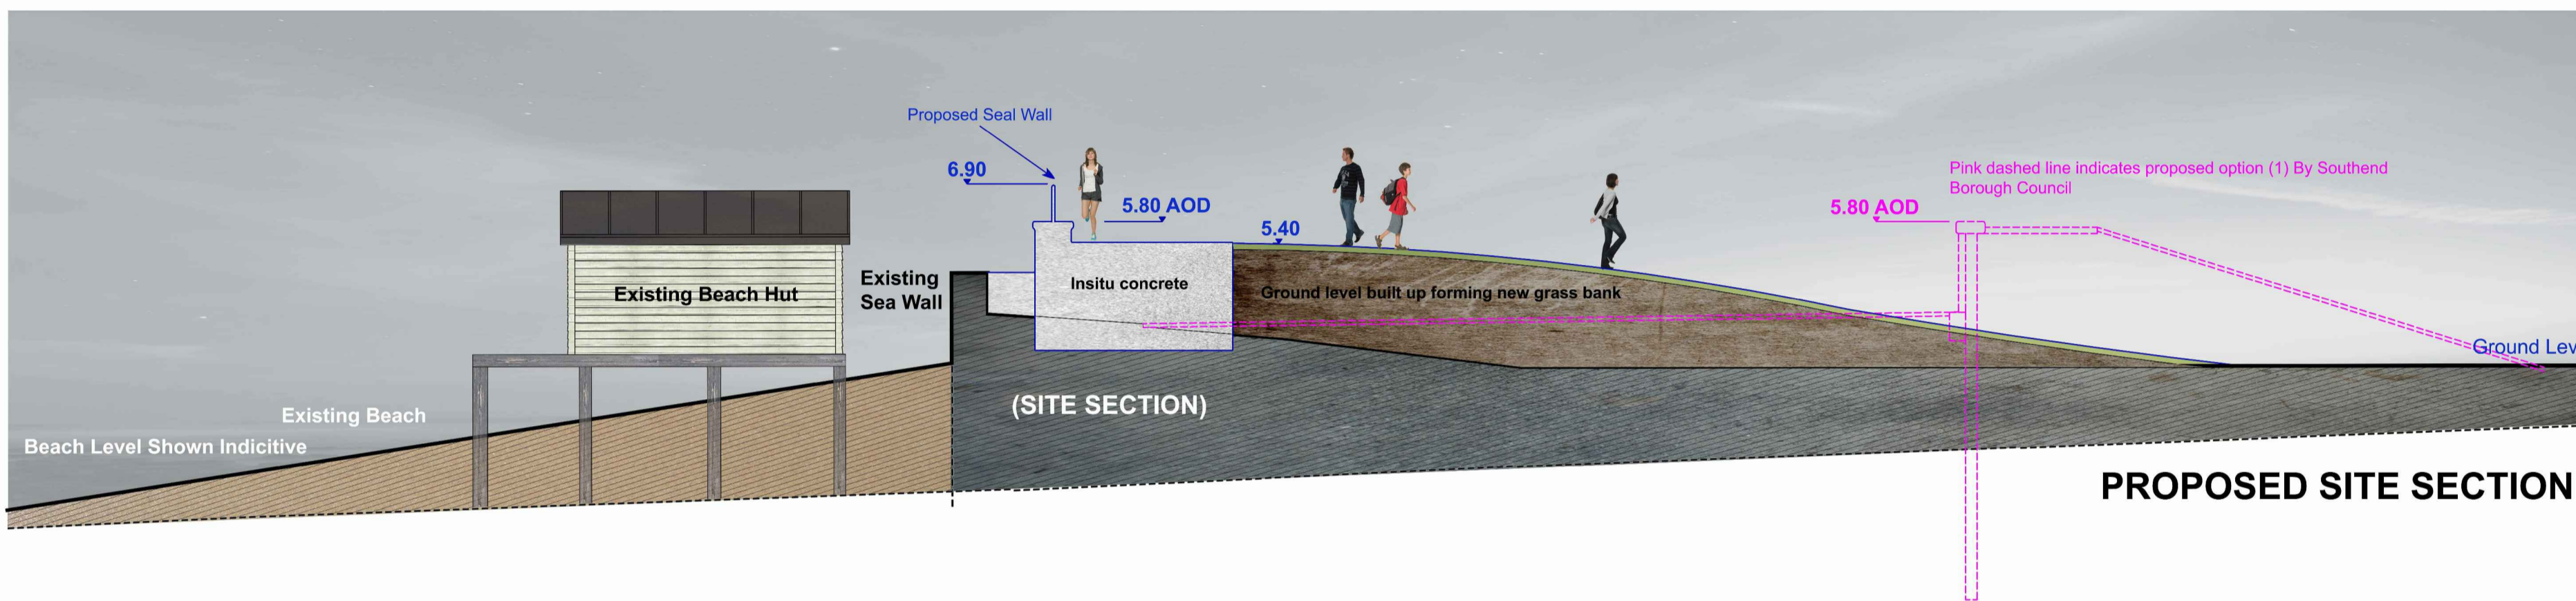 Proposed Seal Wall
6.90
5.80 AOD
5.40
Pink dashed line indicates proposed option (1) By Southend
Borough Council
5.80 AOD
Existing Beach Hut
Existing
Sea Wall
Insitu concrete
Ground level built up forming new grass bank
Ground Lev
Existing Beach
Beach Level Shown Indicitive
(SITE SECTION)
PROPOSED SITE SECTION